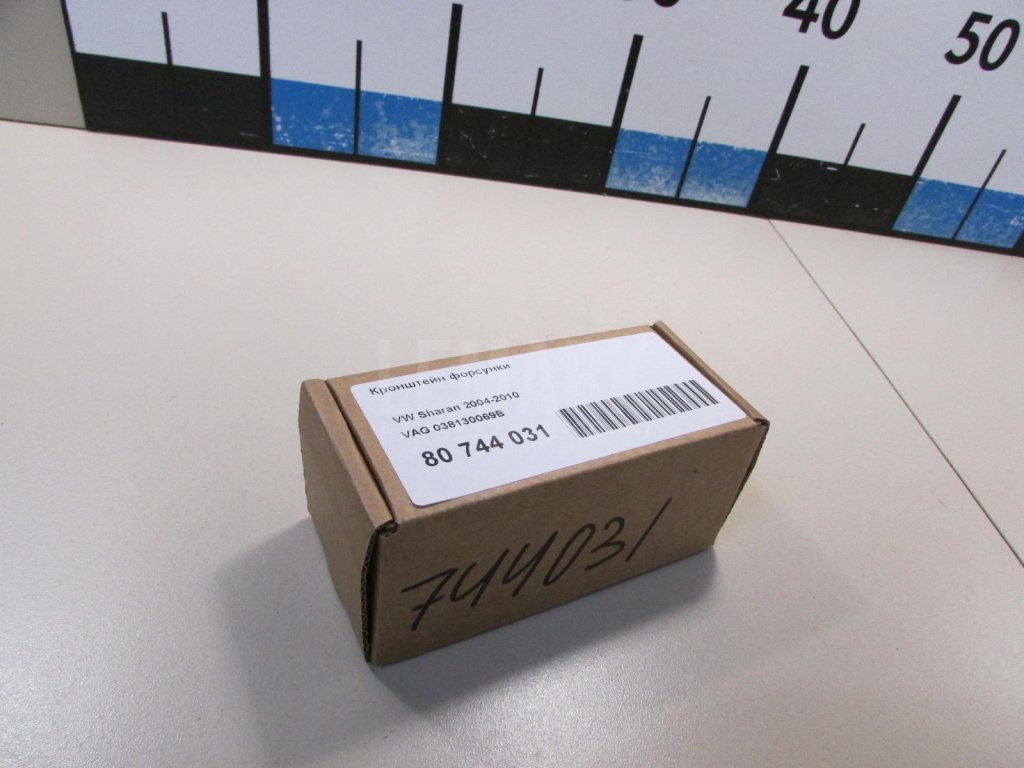 40
50
Кронштейн форсунки
VW Sharan 2004-2010
VAG 038130069B
80 744 031
744031